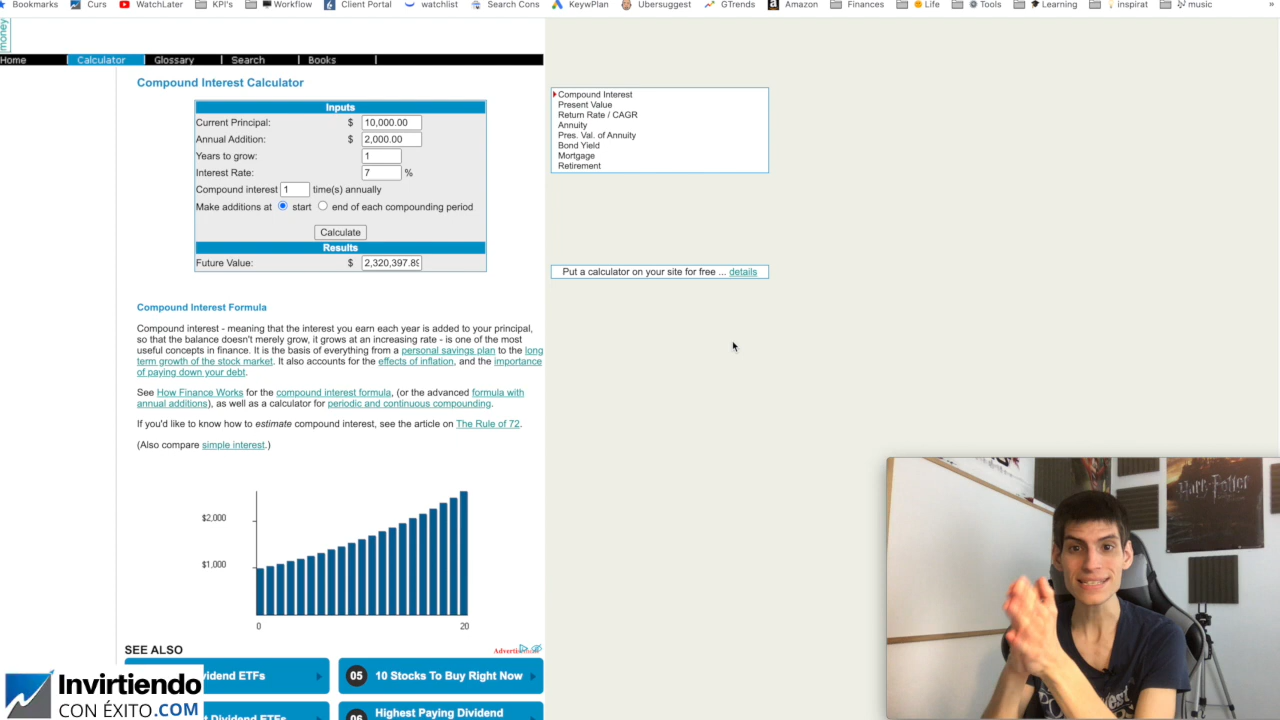 Bookmarks Curs WatchLater KPI's Workflow Client Portal watchlist Search Cons KeywPlan Ubersuggest GTrends Amazon Finances Life Tools Learning inspirat music »
money
Home Calculator Glossary Search Books
Compound Interest Calculator
Inputs
Current Principal: $ 10,000.00
Annual Addition: $ 2,000.00
Years to grow: 1
Interest Rate: 7 %
Compound interest 1 time(s) annually
Make additions at start end of each compounding period
Calculate
Results
Future Value: $ 2,320,397.89
Compound Interest
Present Value
Return Rate / CAGR
Annuity
Pres. Val. of Annuity
Bond Yield
Mortgage
Retirement
Put a calculator on your site for free ... details
Compound Interest Formula
Compound interest - meaning that the interest you earn each year is added to your principal,
so that the balance doesn't merely grow, it grows at an increasing rate - is one of the most
useful concepts in finance. It is the basis of everything from a personal savings plan to the long
term growth of the stock market. It also accounts for the effects of inflation, and the importance
of paying down your debt.
See How Finance Works for the compound interest formula, (or the advanced formula with
annual additions), as well as a calculator for periodic and continuous compounding.
If you'd like to know how to estimate compound interest, see the article on The Rule of 72.
(Also compare simple interest.)
$2,000
$1,000
0 20
SEE ALSO
vidend ETFs
05 10 Stocks To Buy Right Now
t Dividend ETFs
06 Highest Paying Dividend
Invirtiendo
CON ÉXITO.COM
Harry Potter